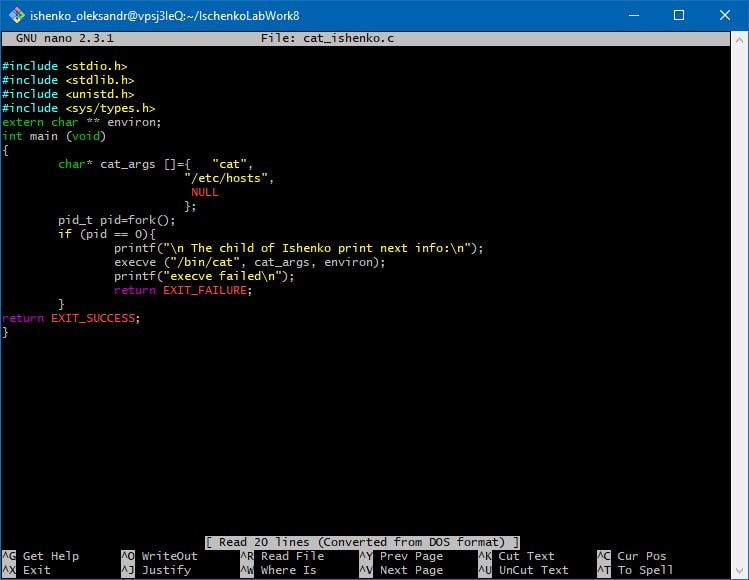 ishenko_oleksandr@vpsj3leQ:~/IschenkoLabWork8
GNU nano 2.3.1 File: cat_ishenko.c
#include <stdio.h>
#include <stdlib.h>
#include <unistd.h>
#include <sys/types.h>
extern char ** environ;
int main (void)
{
        char* cat_args []={   "cat",
                          "/etc/hosts",
                           NULL
                          };
        pid_t pid=fork();
        if (pid == 0){
                printf("\n The child of Ishenko print next info:\n");
                execve ("/bin/cat", cat_args, environ);
                printf("execve failed\n");
                return EXIT_FAILURE;
        }
return EXIT_SUCCESS;
}
[ Read 20 lines (Converted from DOS format) ]
^G Get Help ^O WriteOut ^R Read File ^Y Prev Page ^K Cut Text ^C Cur Pos
^X Exit ^J Justify ^W Where Is ^V Next Page ^U UnCut Text ^T To Spell